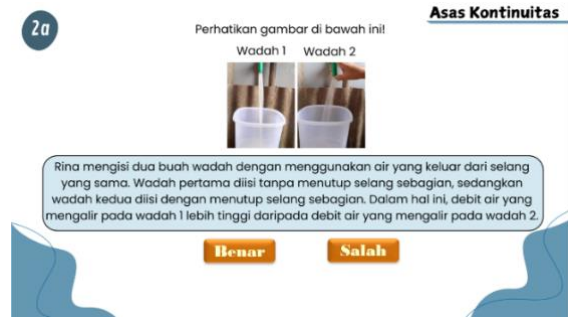 Asas Kontinuitas
2a
Perhatikan gambar di bawah ini!
Wadah 1 Wadah 2
Rina mengisi dua buah wadah dengan menggunakan air yang keluar dari selang
yang sama. Wadah pertama diisi tanpa menutup selang sebagian, sedangkan
wadah kedua diisi dengan menutup selang sebagian. Dalam hal ini, debit air yang
mengalir pada wadah 1 lebih tinggi daripada debit air yang mengalir pada wadah 2.
Benar Salah